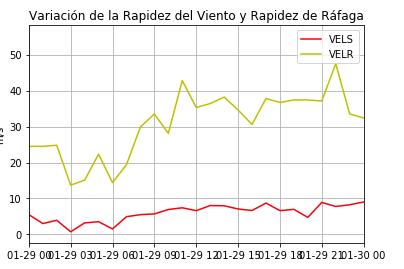 Variación de la Rapidez del Viento y Rapidez de Ráfaga
VELS
VELR
50
40
30
20
10
0
01-29 00 01-29 03 01-29 06 01-29 09 01-29 12 01-29 15 01-29 18 01-29 21 01-30 00